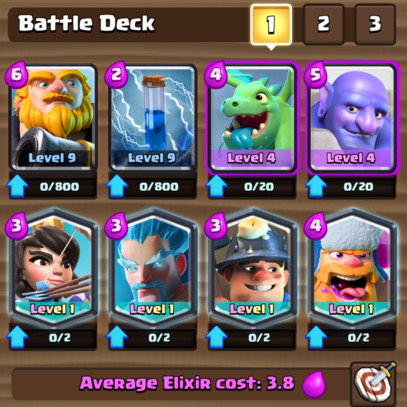 Battle Deck 1 2 3
6 2 4 5
Level 9 Level 9 Level 4 Level 4
0/800 0/800 0/20 0/20
3 3 3 4
Level 1 Level 1 Level 1 Level 1
0/2 0/2 0/2 0/2
Average Elixir cost: 3.8